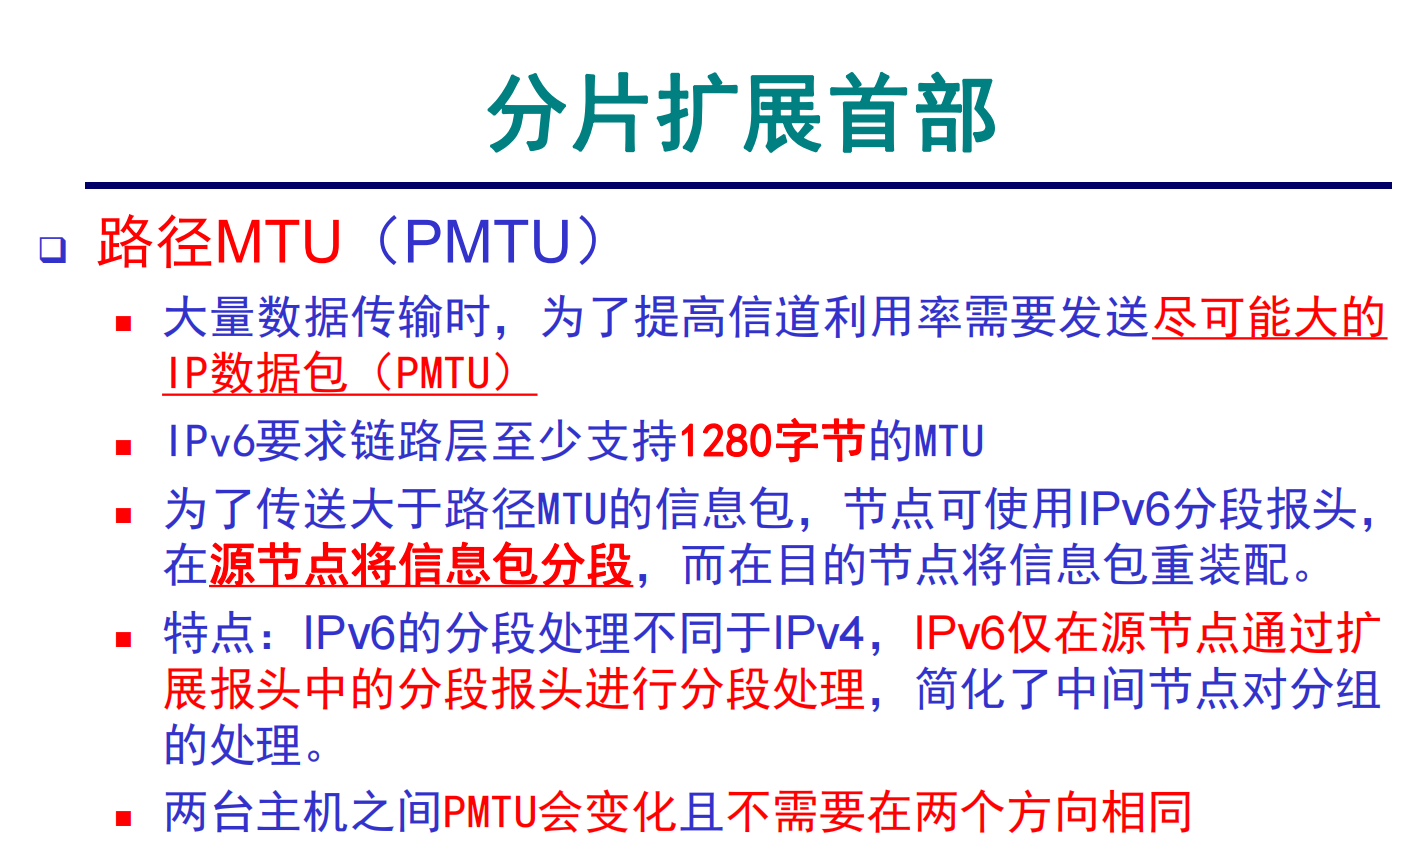 分片扩展首部
路径MTU（PMTU）
大量数据传输时，为了提高信道利用率需要发送尽可能大的
IP数据包（PMTU）
IPv6要求链路层至少支持1280字节的MTU
为了传送大于路径MTU的信息包，节点可使用IPv6分段报头，
在源节点将信息包分段，而在目的节点将信息包重装配。
特点：IPv6的分段处理不同于IPv4，IPv6仅在源节点通过扩
展报头中的分段报头进行分段处理，简化了中间节点对分组
的处理。
两台主机之间PMTU会变化且不需要在两个方向相同